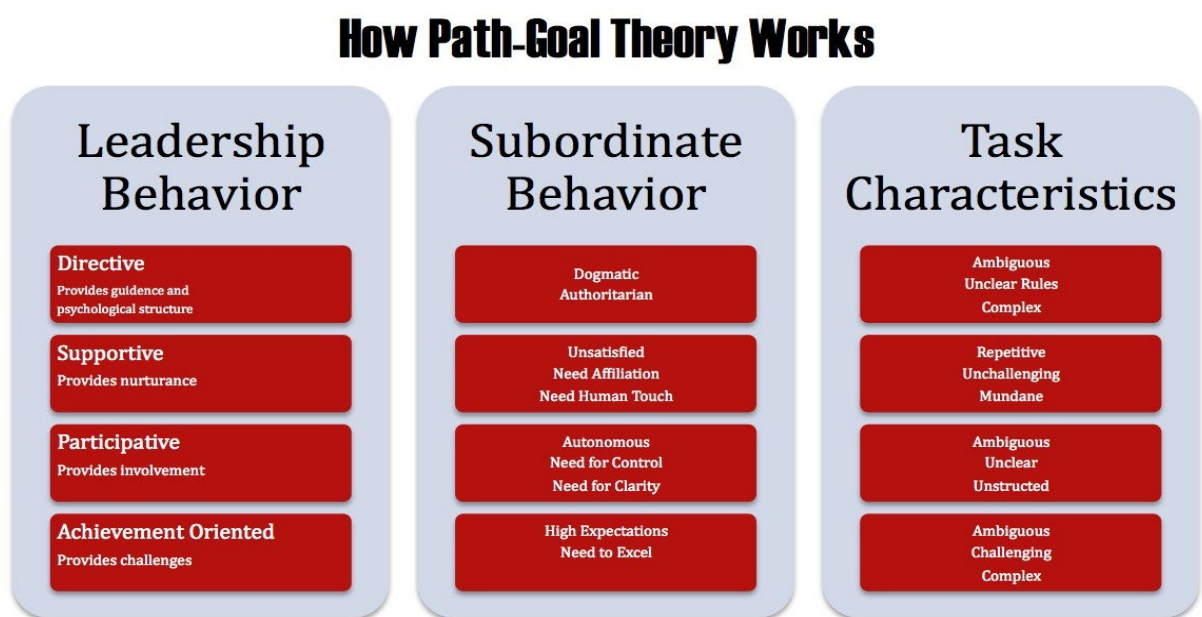 How Path-Goal Theory Works
Leadership
Behavior
Directive
Provides guidence and
psychological structure
Supportive
Provides nurturance
Participative
Provides involvement
Achievement Oriented
Provides challenges
Subordinate
Behavior
Dogmatic
Authoritarian
Unsatisfied
Need Affiliation
Need Human Touch
Autonomous
Need for Control
Need for Clarity
High Expectations
Need to Excel
Task
Characteristics
Ambiguous
Unclear Rules
Complex
Repetitive
Unchallenging
Mundane
Ambiguous
Unclear
Unstructed
Ambiguous
Challenging
Complex